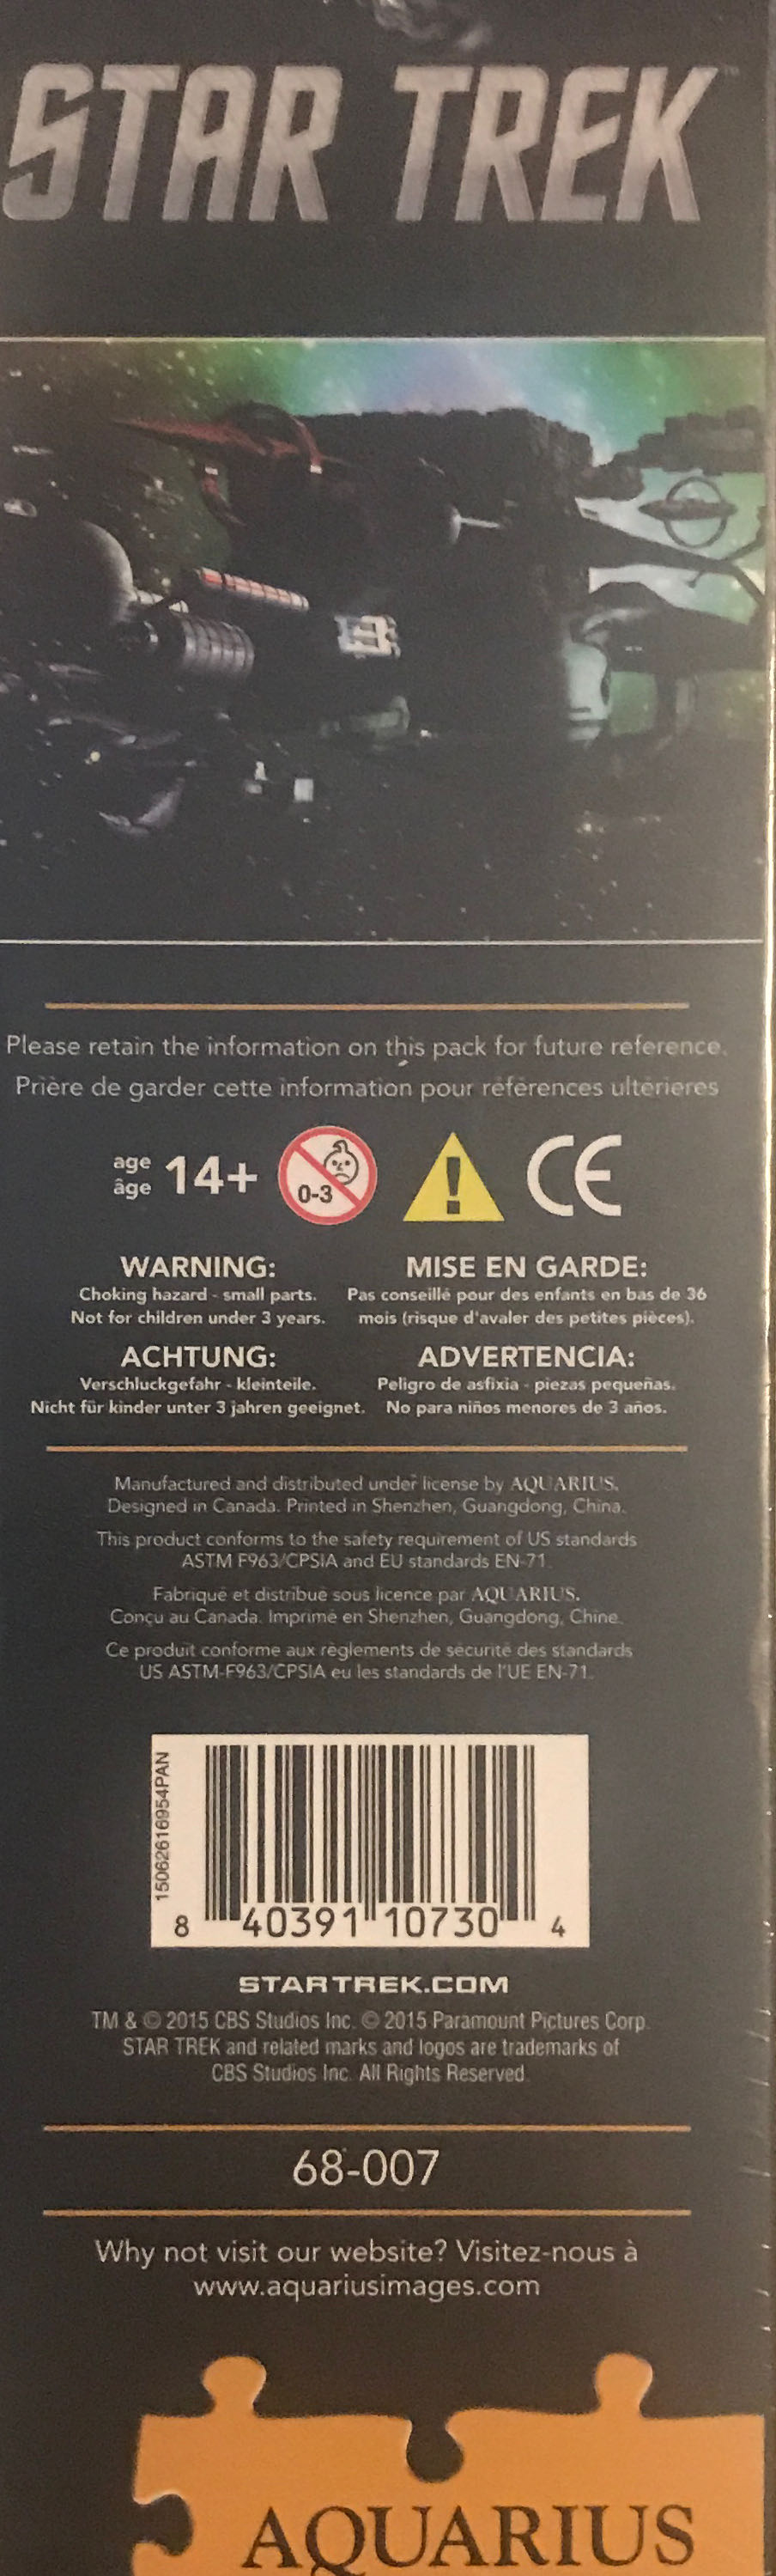 STAR TREK™
Please retain the information on this pack for future reference.
Prière de garder cette information pour références ultérieures
age
âge
14+
0-3
!
CE
WARNING:
Choking hazard - small parts.
Not for children under 3 years.
MISE EN GARDE:
Pas conseillé pour des enfants en bas de 36
mois (risque d'avaler des petites pièces).
ACHTUNG:
Verschluckgefahr - kleinteile.
Nicht für kinder unter 3 jahren geeignet.
ADVERTENCIA:
Peligro de asfixia - piezas pequeñas.
No para niños menores de 3 años.
Manufactured and distributed under license by AQUARIUS.
Designed in Canada. Printed in Shenzhen, Guangdong, China.
This product conforms to the safety requirement of US standards
ASTM F963/CPSIA and EU standards EN-71.
Fabriqué et distribué sous licence par AQUARIUS.
Conçu au Canada. Imprimé en Shenzhen, Guangdong, Chine.
Ce produit conforme aux règlements de sécurité des standards
US ASTM-F963/CPSIA eu les standards de l'UE EN-71.
15062616954PAN
8 40391 10730 4
STARTREK.COM
TM & © 2015 CBS Studios Inc. © 2015 Paramount Pictures Corp.
STAR TREK and related marks and logos are trademarks of
CBS Studios Inc. All Rights Reserved.
68-007
Why not visit our website? Visitez-nous à
www.aquariusimages.com
AQUARIUS